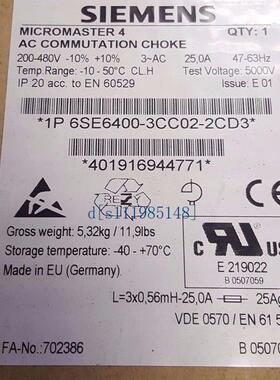 SIEMENS
MICROMASTER 4 QTY: 1
AC COMMUTATION CHOKE
200-480V -10% +10% 3~AC 25,0A 47-63Hz
Temp.Range: -10 - 50°C CL.H Test Voltage: 5000V
IP 20 acc. to EN 60529 Issue: E 01
*1P 6SE6400-3CC02-2CD3*
*401916944771*
Gross weight: 5,32kg / 11,9lbs
Storage temperature: -40 - +70°C
Made in EU (Germany).
E 219022
B 0507059
L=3x0,56mH-25,0A 25Ag
VDE 0570 / EN 61 5
FA-No.:702386 B 05070